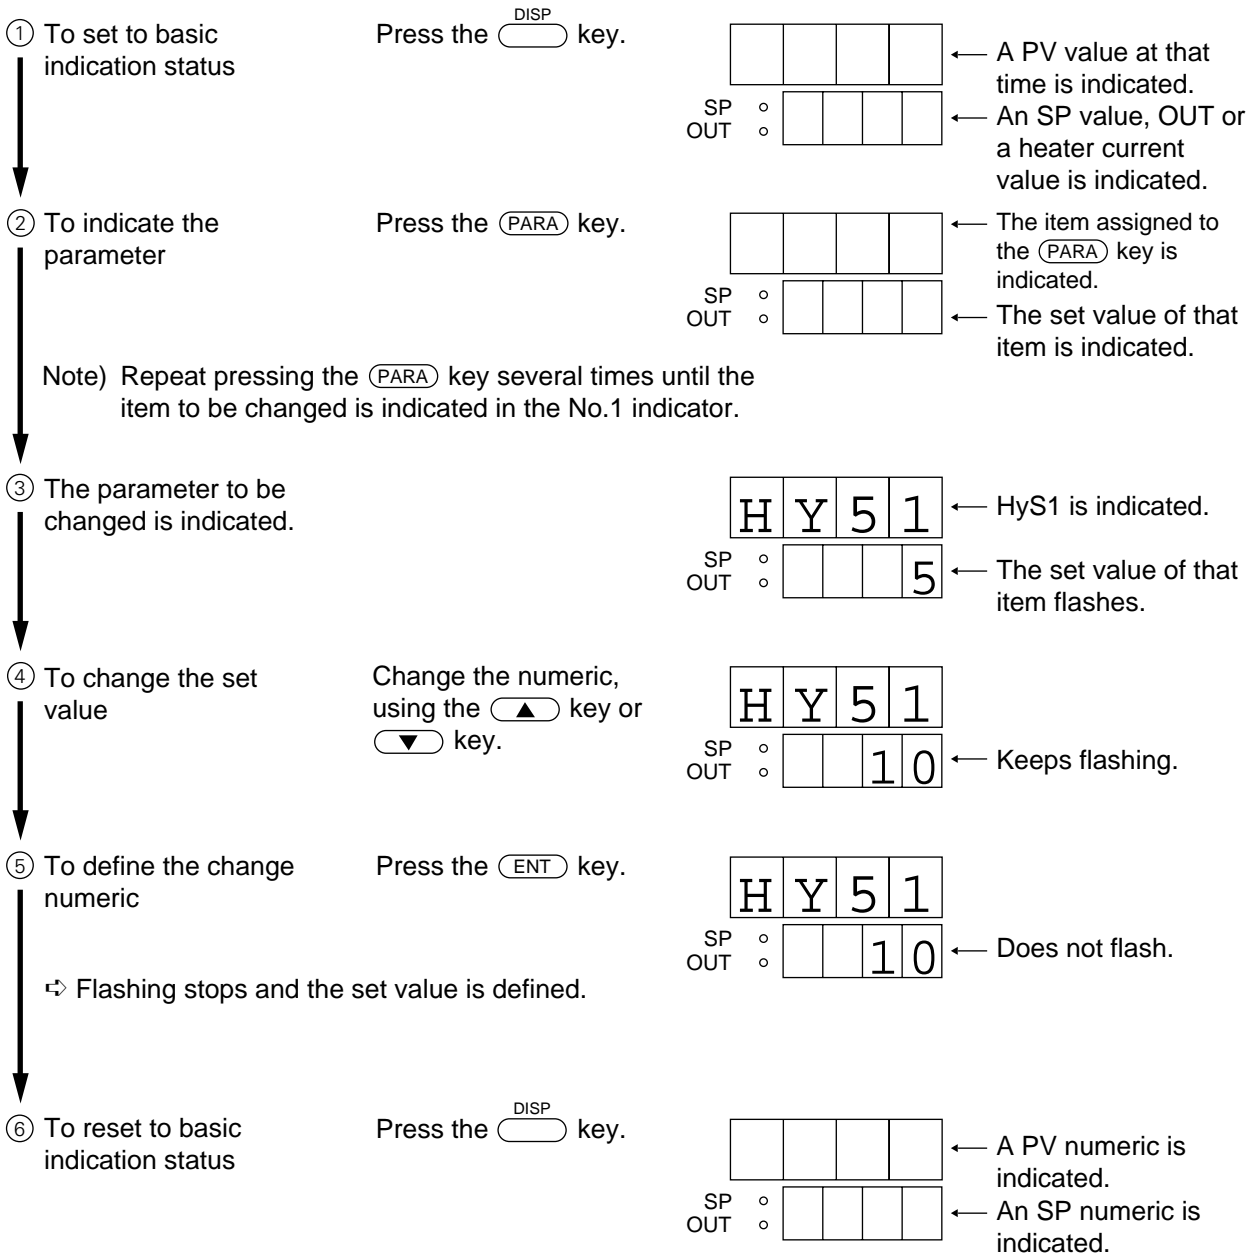 ① To set to basic
indication status
Press the DISP key.
A PV value at that
time is indicated.
SP
OUT
An SP value, OUT or
a heater current
value is indicated.
② To indicate the
parameter
Press the PARA key.
The item assigned to
the PARA key is
indicated.
SP
OUT
The set value of that
item is indicated.
Note) Repeat pressing the PARA key several times until the
item to be changed is indicated in the No.1 indicator.
③ The parameter to be
changed is indicated.
HY51
HyS1 is indicated.
SP
OUT
5
The set value of that
item flashes.
④ To change the set
value
Change the numeric,
using the ▲ key or
▼ key.
HY51
SP
OUT
10
Keeps flashing.
⑤ To define the change
numeric
Press the ENT key.
HY51
SP
OUT
10
Does not flash.
➪ Flashing stops and the set value is defined.
⑥ To reset to basic
indication status
Press the DISP key.
A PV numeric is
indicated.
SP
OUT
An SP numeric is
indicated.